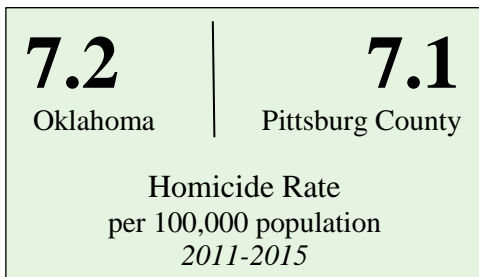 7.2 7.1
Oklahoma Pittsburg County
Homicide Rate
per 100,000 population
2011-2015